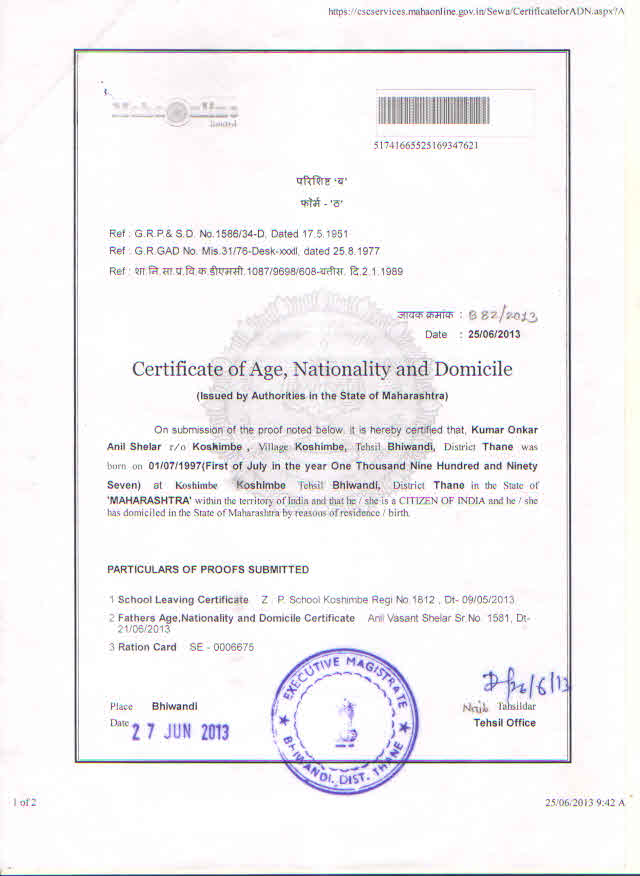 https://cscservices.mahaonline.gov.in/Sewa/CertificateforADN.aspx?A
Maha online
limited
51741665525169347621
परिशिष्ट 'ब'
फोर्म - 'ठ'
Ref : G.R.P.& S.D. No.1586/34-D, Dated 17.5.1951
Ref : G.R.GAD No. Mis.31/76-Desk-xxxII, dated 25.8.1977
Ref : शा.नि.सा.प्र.वि.क्र.डीएमसी.1087/9698/608-बत्तीस. दि.2.1.1989
जावक क्रमांक : 882/2013
Date : 25/06/2013
Certificate of Age, Nationality and Domicile
(Issued by Authorities in the State of Maharashtra)
On submission of the proof noted below, it is hereby certified that, Kumar Onkar
Anil Shelar r/o Koshimbe , Village Koshimbe, Tehsil Bhiwandi, District Thane was
born on 01/07/1997(First of July in the year One Thousand Nine Hundred and Ninety
Seven) at Koshimbe Koshimbe Tehsil Bhiwandi, District Thane in the State of
'MAHARASHTRA' within the territory of India and that he / she is a CITIZEN OF INDIA and he / she
has domiciled in the State of Maharashtra by reasons of residence / birth.
PARTICULARS OF PROOFS SUBMITTED
1 School Leaving Certificate Z. P. School Koshimbe Regi No.1812 , Dt- 09/05/2013
2 Fathers Age,Nationality and Domicile Certificate Anil Vasant Shelar Sr No. 1581, Dt-
21/06/2013
3 Ration Card SE - 0006675
EXECUTIVE MAGISTRATE
BHIWANDI, DIST. THANE
26/6/13
Place Bhiwandi
Naib Tahsildar
Date 27 JUN 2013
Tehsil Office
1 of 2
25/06/2013 9:42 A